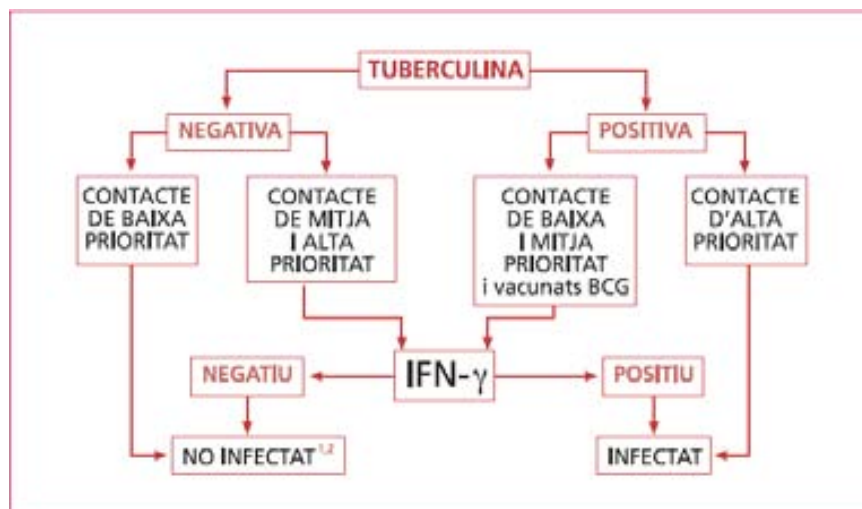 TUBERCULINA
NEGATIVA
POSITIVA
CONTACTE
DE BAIXA
PRIORITAT
CONTACTE
DE MITJA
I ALTA
PRIORITAT
CONTACTE
DE BAIXA
I MITJA
PRIORITAT
i vacunats BCG
CONTACTE
D'ALTA
PRIORITAT
IFN-γ
NEGATIU
POSITIU
NO INFECTAT 1,2
INFECTAT